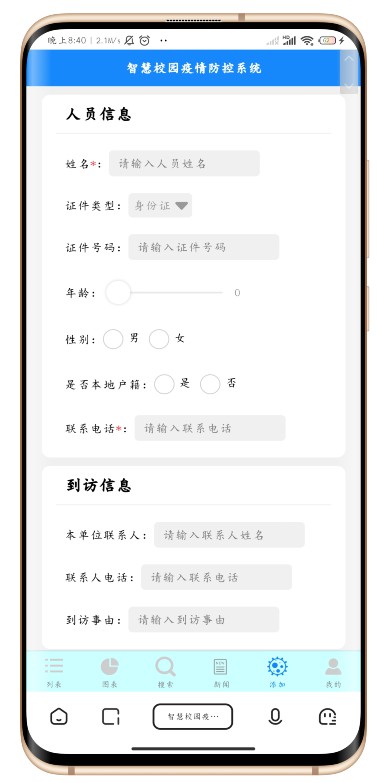 晚上8:40 | 2.1M/s
智慧校园疫情防控系统
人员信息
姓名*: 请输入人员姓名
证件类型: 身份证
证件号码: 请输入证件号码
年龄: 0
性别: 男 女
是否本地户籍: 是 否
联系电话*: 请输入联系电话
到访信息
本单位联系人: 请输入联系人姓名
联系人电话: 请输入联系电话
到访事由: 请输入到访事由
列表 图表 搜索 新闻 添加 我的
智慧校园疫…